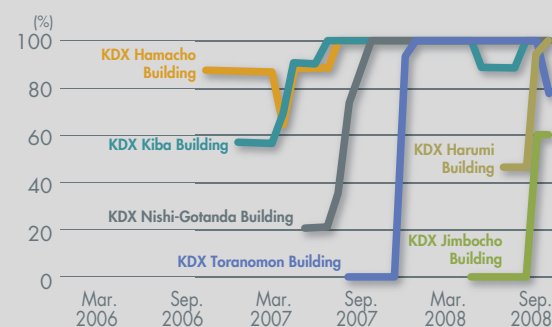 (%)
100
80
60
40
20
0
KDX Hamacho
Building
KDX Kiba Building
KDX Harumi
Building
KDX Nishi-Gotanda Building
KDX Jimbocho
Building
KDX Toranomon Building
Mar. Sep. Mar. Sep. Mar. Sep.
2006 2006 2007 2007 2008 2008